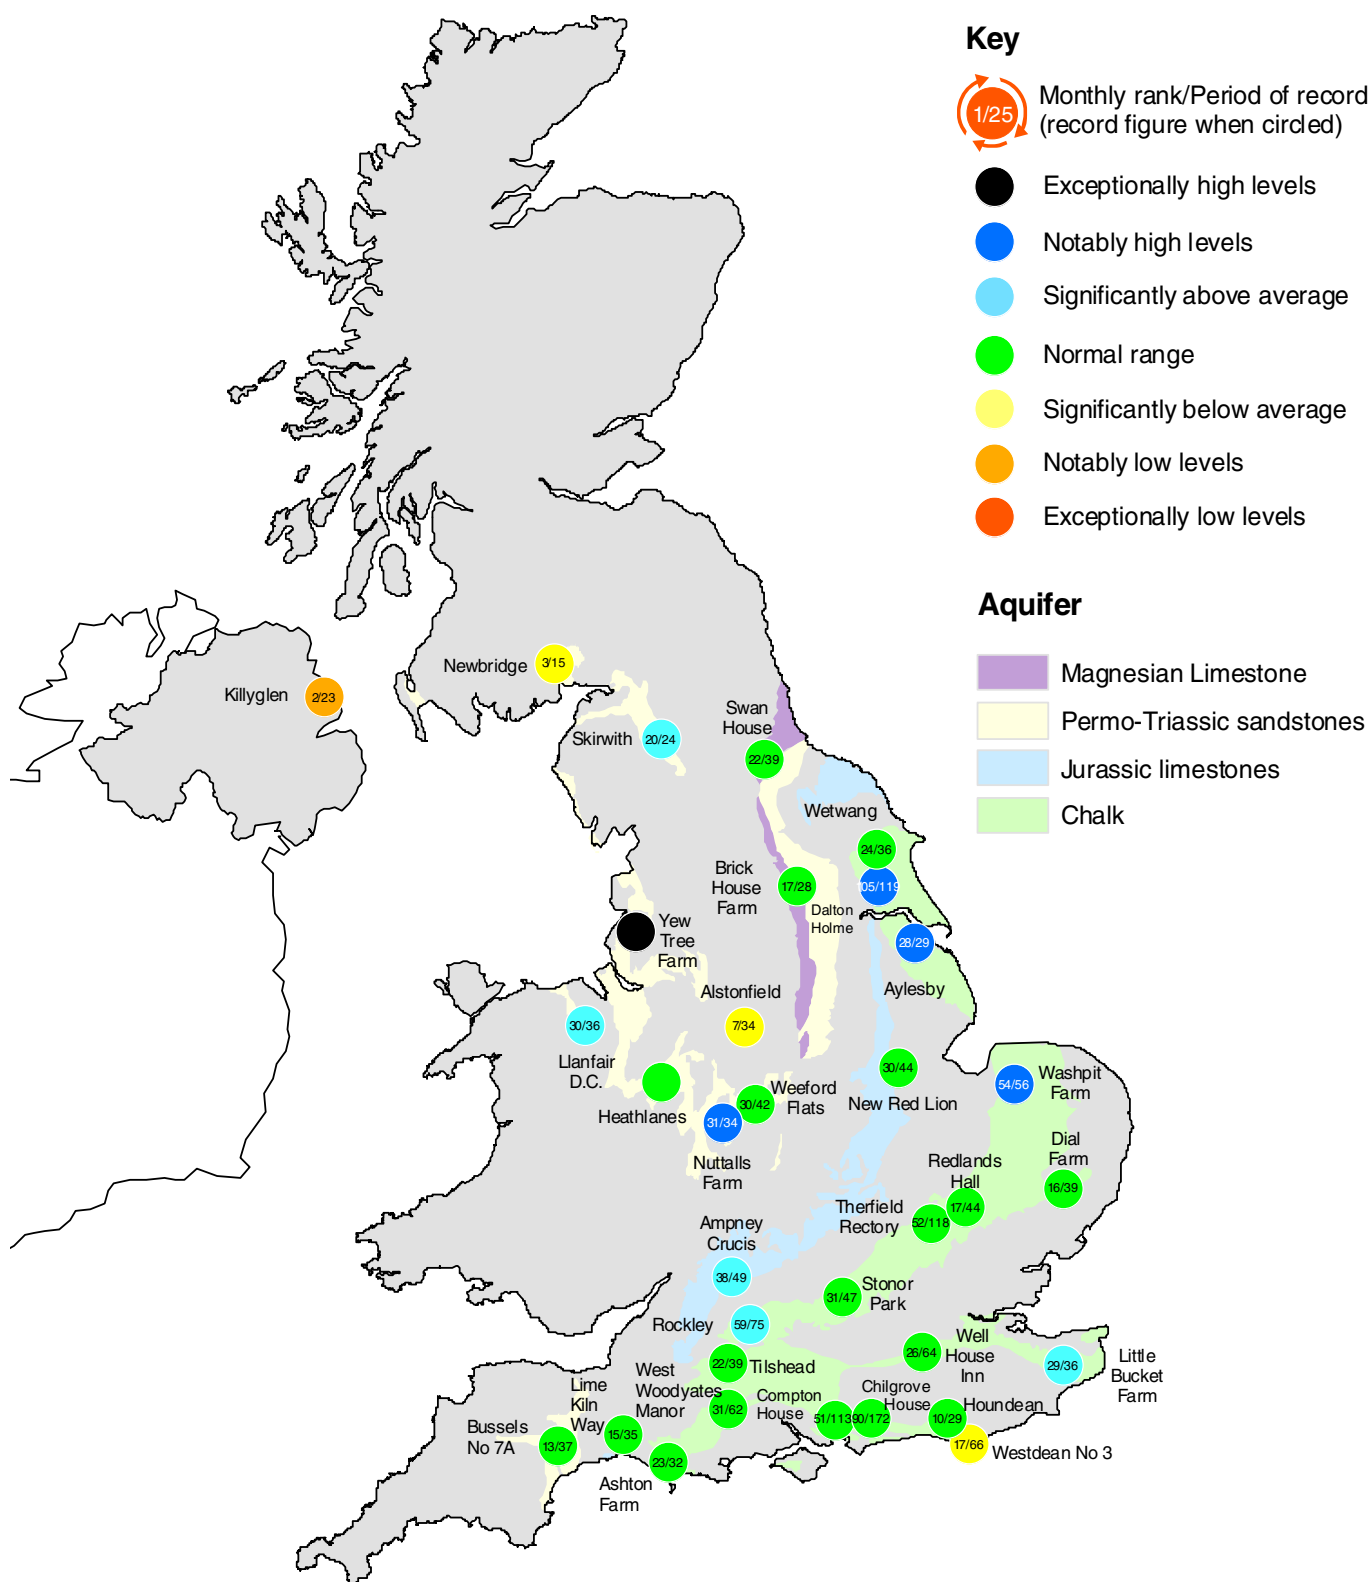 Key
1/25
Monthly rank/Period of record
(record figure when circled)
Exceptionally high levels
Notably high levels
Significantly above average
Normal range
Significantly below average
Notably low levels
Exceptionally low levels
Aquifer
Magnesian Limestone
Permo-Triassic sandstones
Jurassic limestones
Chalk
Newbridge
3/15
Killyglen
2/23
Skirwith
20/24
Swan
House
22/39
Wetwang
24/36
105/119
Dalton
Holme
Brick
House
Farm
17/28
Yew
Tree
Farm
28/29
Aylesby
Alstonfield
7/34
30/36
Llanfair
D.C.
Heathlanes
30/42
Weeford
Flats
31/34
Nuttalls
Farm
30/44
New Red Lion
54/56
Washpit
Farm
Dial
Farm
16/39
Redlands
Hall
17/44
Therfield
Rectory
52/118
Ampney
Crucis
38/49
Stonor
Park
31/47
Rockley
59/75
22/39
Tilshead
West
Woodyates
Manor
31/62
Well
House
Inn
26/64
29/36
Little
Bucket
Farm
Lime
Kiln
Way
15/35
Bussels
No 7A
13/37
Ashton
Farm
23/32
Compton
House
51/113
Chilgrove
House
90/172
Houndean
10/29
17/66
Westdean No 3